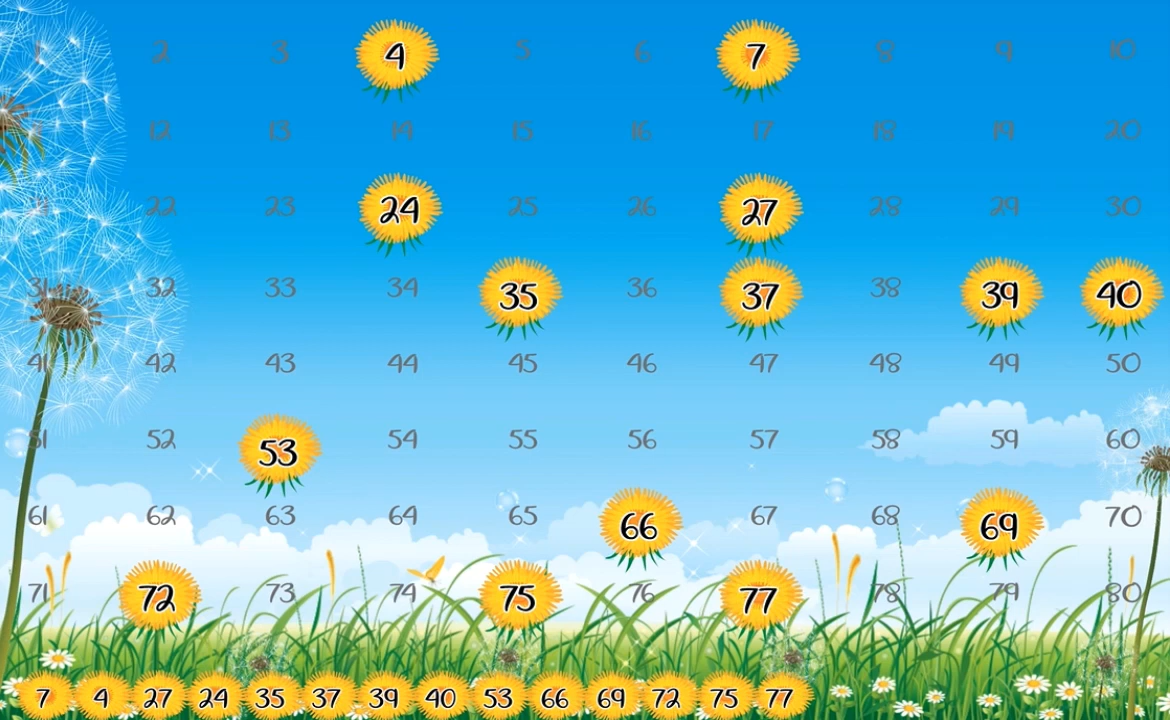 1 2 3 4 5 6 7 8 9 10
12 13 14 15 16 17 18 19 20
22 23 24 25 26 27 28 29 30
31 32 33 34 35 36 37 38 39 40
41 42 43 44 45 46 47 48 49 50
51 52 53 54 55 56 57 58 59 60
61 62 63 64 65 66 67 68 69 70
71 72 73 74 75 76 77 78 79 80
7 4 27 24 35 37 39 40 53 66 69 72 75 77